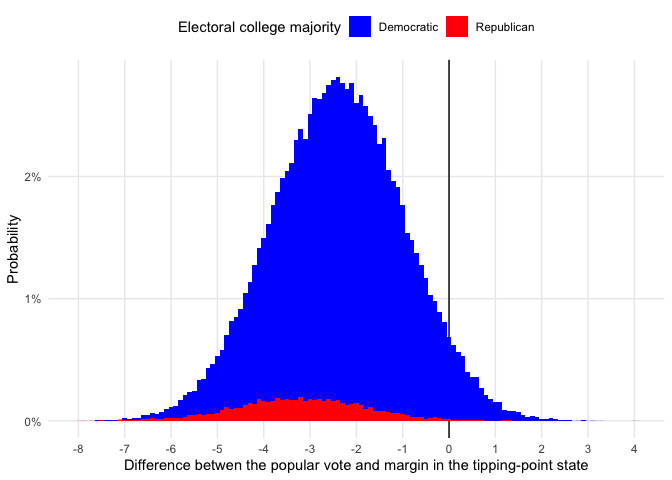 Electoral college majority Democratic Republican
Probability
2%
1%
0%
-8 -7 -6 -5 -4 -3 -2 -1 0 1 2 3 4
Difference betwen the popular vote and margin in the tipping-point state